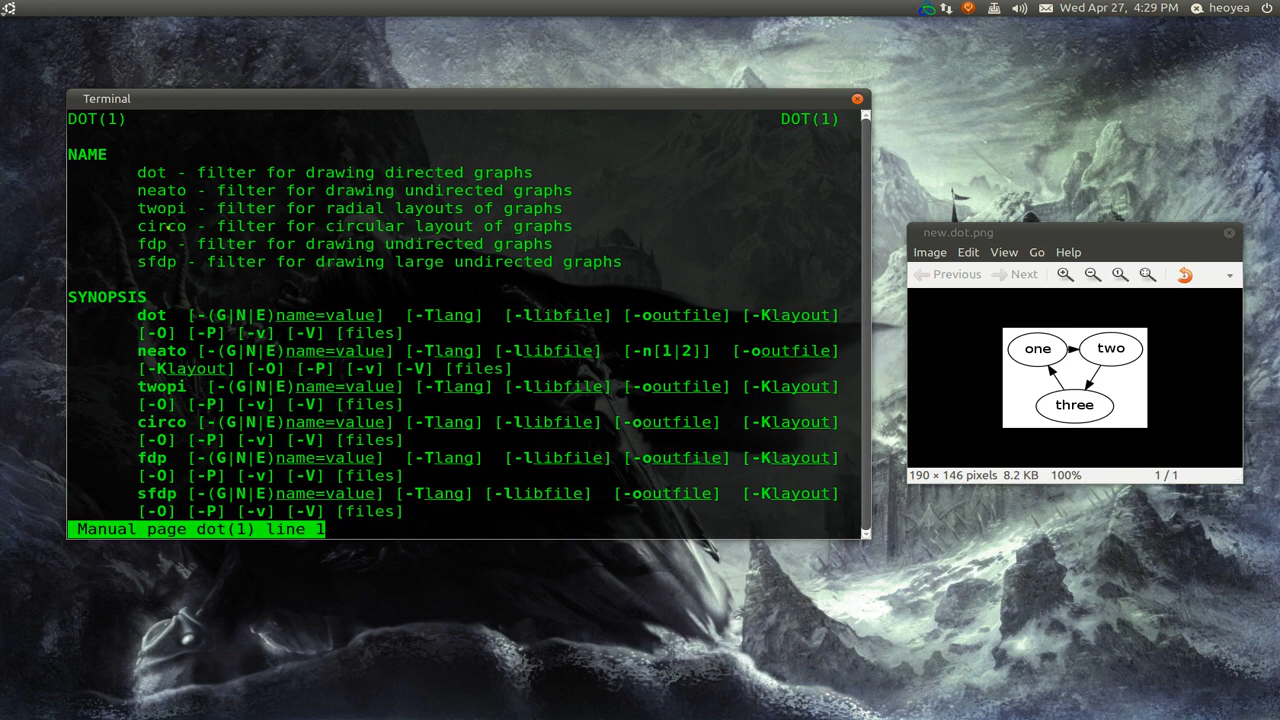 Wed Apr 27, 4:29 PM heoyea
Terminal
DOT(1) DOT(1)
NAME
dot - filter for drawing directed graphs
neato - filter for drawing undirected graphs
twopi - filter for radial layouts of graphs
circo - filter for circular layout of graphs
fdp - filter for drawing undirected graphs
sfdp - filter for drawing large undirected graphs
SYNOPSIS
dot [-(G|N|E)name=value] [-Tlang] [-llibfile] [-ooutfile] [-Klayout]
[-O] [-P] [-v] [-V] [files]
neato [-(G|N|E)name=value] [-Tlang] [-llibfile] [-n[1|2]] [-ooutfile]
[-Klayout] [-O] [-P] [-v] [-V] [files]
twopi [-(G|N|E)name=value] [-Tlang] [-llibfile] [-ooutfile] [-Klayout]
[-O] [-P] [-v] [-V] [files]
circo [-(G|N|E)name=value] [-Tlang] [-llibfile] [-ooutfile] [-Klayout]
[-O] [-P] [-v] [-V] [files]
fdp [-(G|N|E)name=value] [-Tlang] [-llibfile] [-ooutfile] [-Klayout]
[-O] [-P] [-v] [-V] [files]
sfdp [-(G|N|E)name=value] [-Tlang] [-llibfile] [-ooutfile] [-Klayout]
[-O] [-P] [-v] [-V] [files]
Manual page dot(1) line 1
new.dot.png
Image Edit View Go Help
Previous Next
one two
three
190 × 146 pixels 8.2 KB 100% 1 / 1